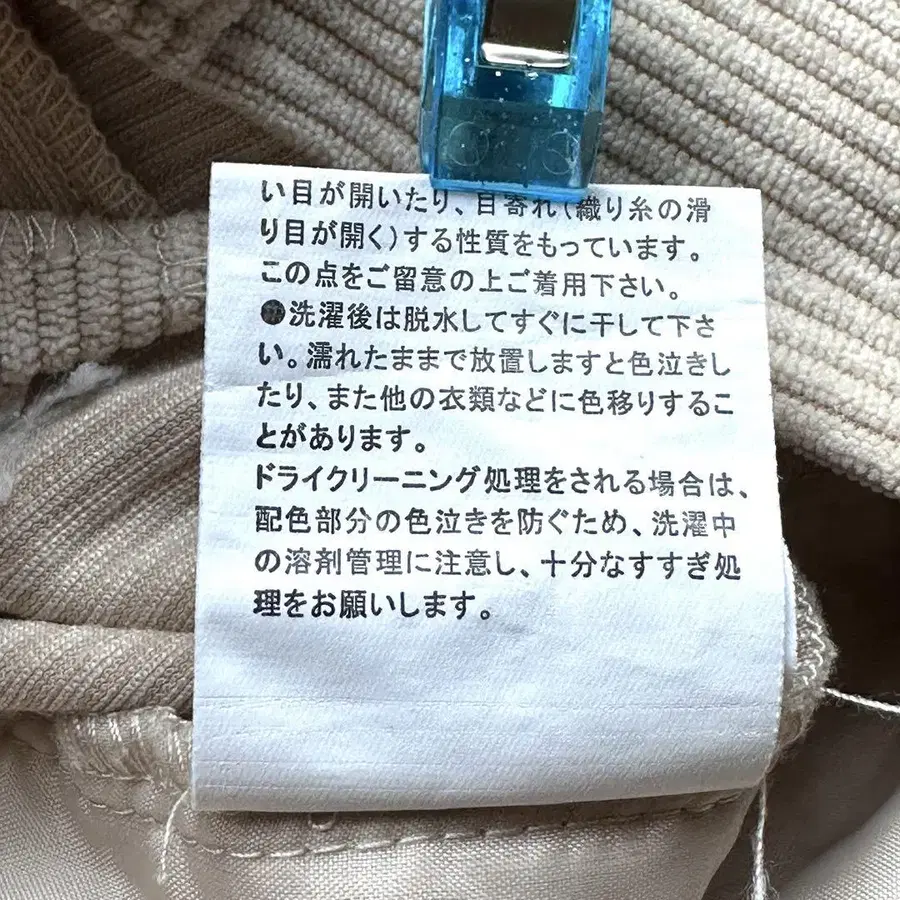 い目が開いたり、目寄れ(織り糸の滑
り目が開く)する性質をもっています。
この点をご留意の上ご着用下さい。
●洗濯後は脱水してすぐに干して下さ
い。濡れたままで放置しますと色泣きし
たり、また他の衣類などに色移りするこ
とがあります。
ドライクリーニング処理をされる場合は、
配色部分の色泣きを防ぐため、洗濯中
の溶剤管理に注意し、十分なすすぎ処
理をお願いします。